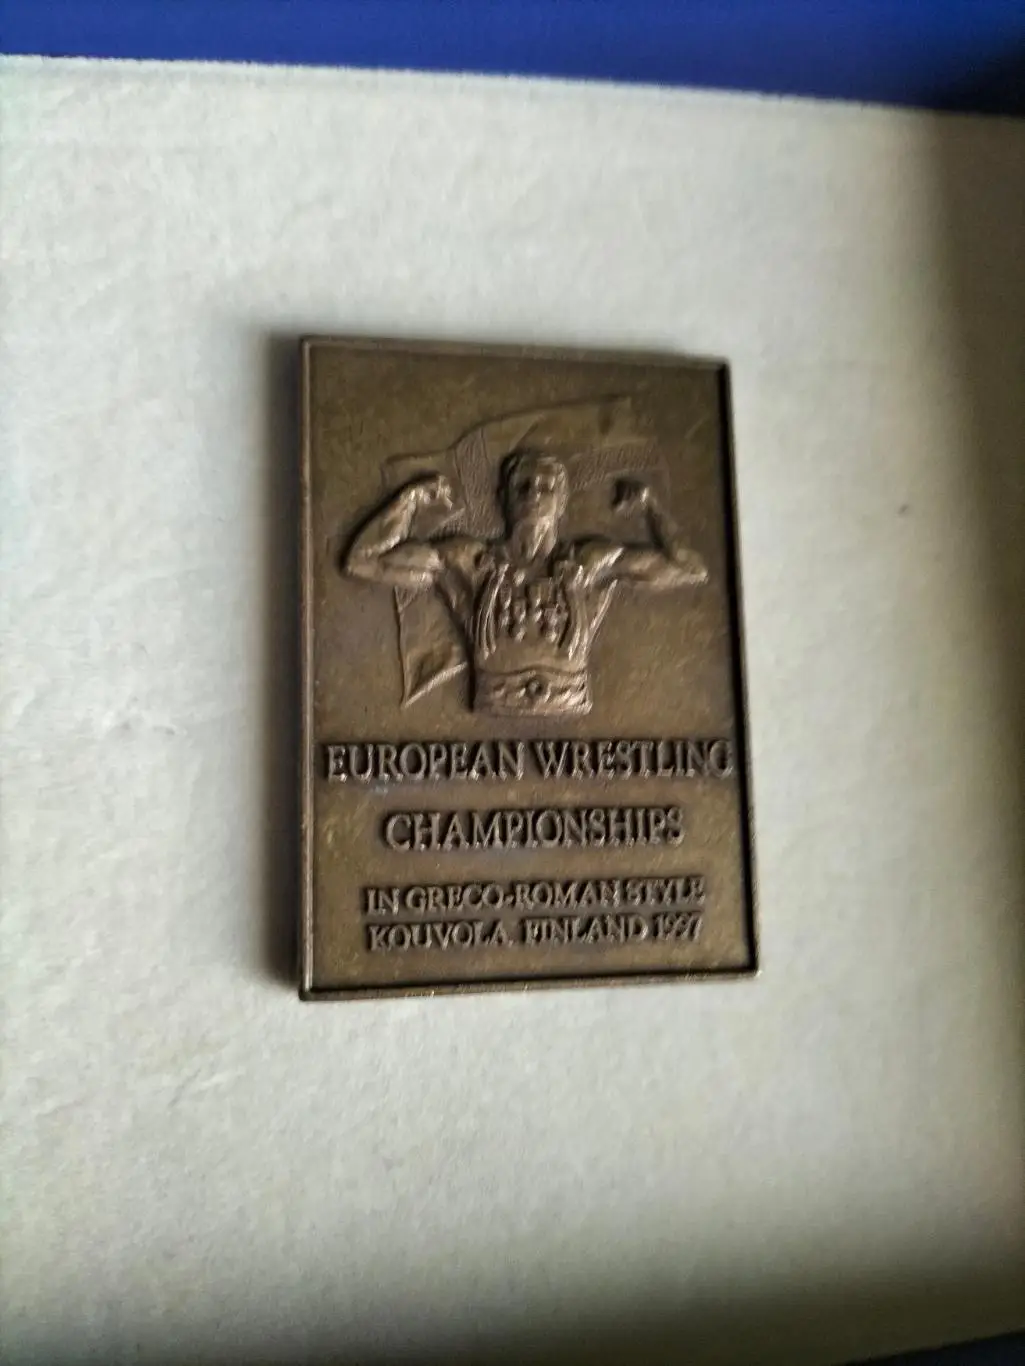 EUROPEAN WRESTLING
CHAMPIONSHIPS
IN GRECO-ROMAN STYLE
KOUVOLA, FINLAND 1997